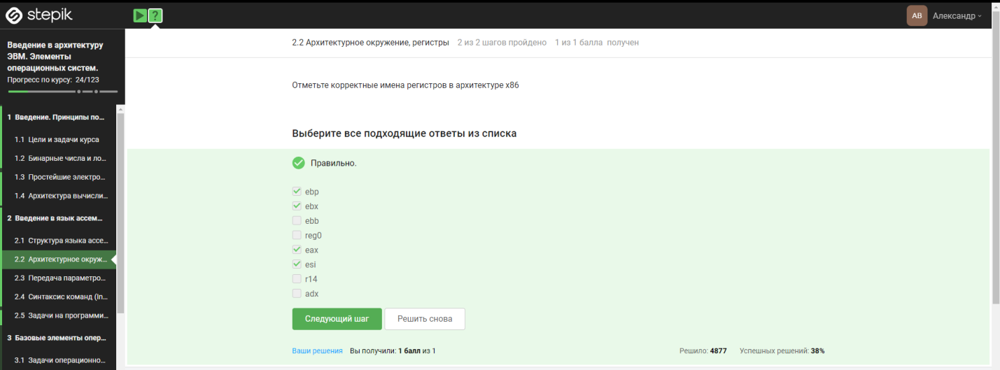 stepik
?
АВ Александр
Введение в архитектуру
ЭВМ. Элементы
операционных систем.
Прогресс по курсу: 24/123
1 Введение. Принципы по...
1.1 Цели и задачи курса
1.2 Бинарные числа и ло...
1.3 Простейшие электро...
1.4 Архитектура вычисли...
2 Введение в язык ассем...
2.1 Структура языка ассе...
2.2 Архитектурное окруж...
2.3 Передача параметро...
2.4 Синтаксис команд (In...
2.5 Задачи на программи...
3 Базовые элементы опер...
3.1 Задачи операционно...
2.2 Архитектурное окружение, регистры 2 из 2 шагов пройдено 1 из 1 балла получен
Отметьте корректные имена регистров в архитектуре x86
Выберите все подходящие ответы из списка
Правильно.
ebp
ebx
ebb
reg0
eax
esi
r14
adx
Следующий шаг Решить снова
Ваши решения Вы получили: 1 балл из 1 Решило: 4877 Успешных решений: 38%